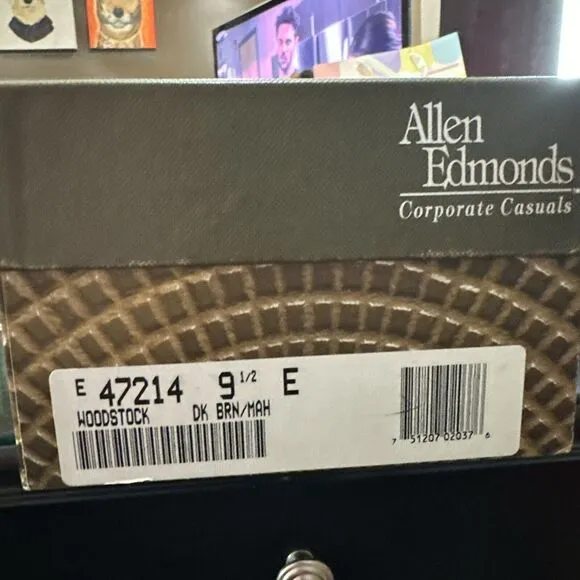 Allen
Edmonds
Corporate Casuals
E 47214 9 1/2 E
WOODSTOCK DK BRN/MAH
7 51207 02037 6